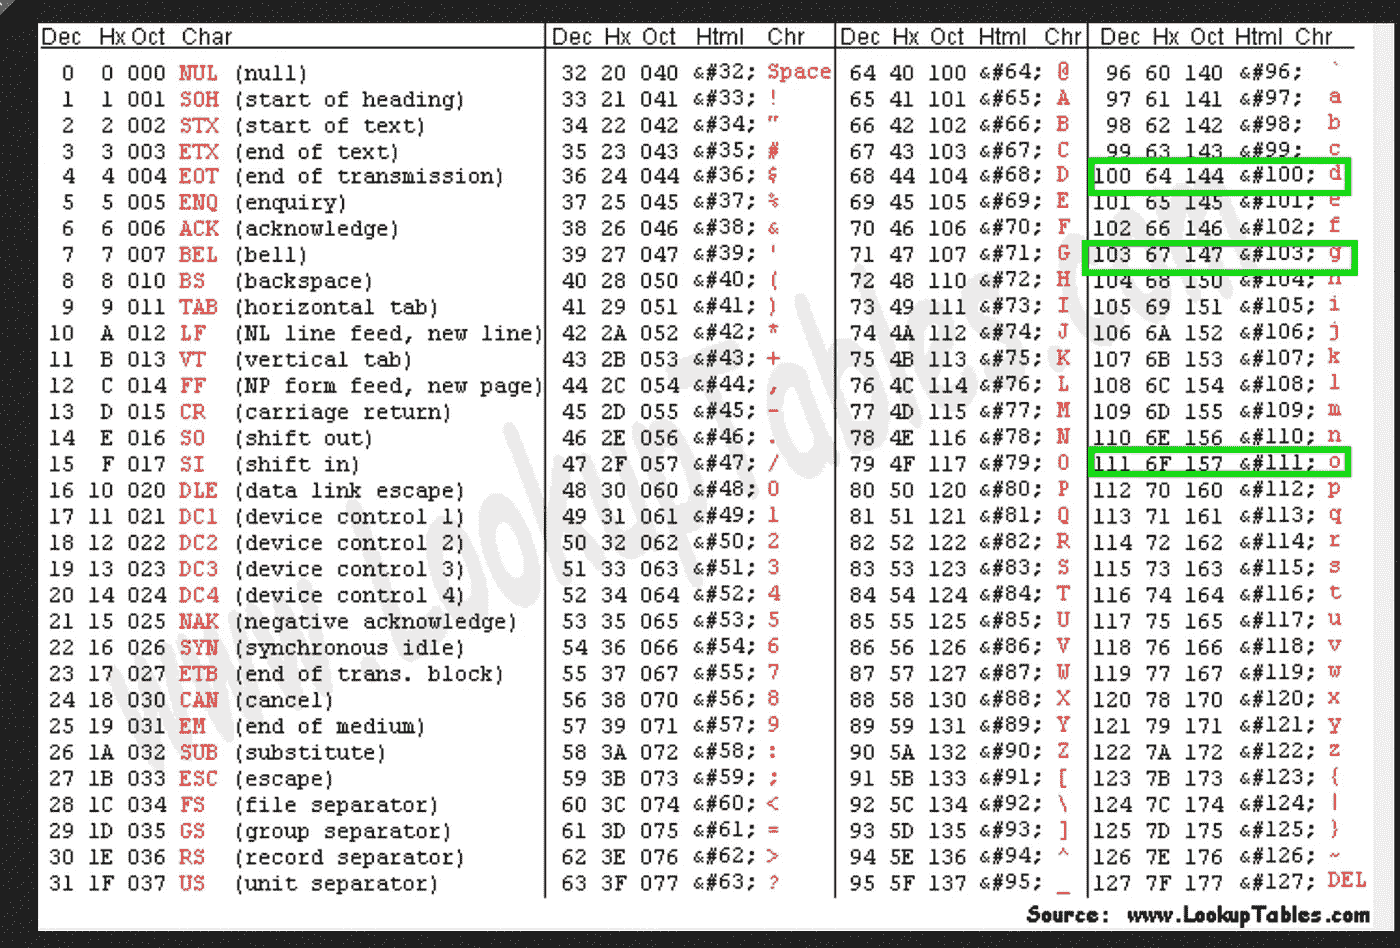 Dec Hx Oct Char Dec Hx Oct Html Chr Dec Hx Oct Html Chr Dec Hx Oct Html Chr
0 0 000 NUL (null) 32 20 040 &#32; Space 64 40 100 &#64; @ 96 60 140 &#96; `
1 1 001 SOH (start of heading) 33 21 041 &#33; ! 65 41 101 &#65; A 97 61 141 &#97; a
2 2 002 STX (start of text) 34 22 042 &#34; " 66 42 102 &#66; B 98 62 142 &#98; b
3 3 003 ETX (end of text) 35 23 043 &#35; # 67 43 103 &#67; C 99 63 143 &#99; c
4 4 004 EOT (end of transmission) 36 24 044 &#36; $ 68 44 104 &#68; D 100 64 144 &#100; d
5 5 005 ENQ (enquiry) 37 25 045 &#37; % 69 45 105 &#69; E 101 65 145 &#101; e
6 6 006 ACK (acknowledge) 38 26 046 &#38; & 70 46 106 &#70; F 102 66 146 &#102; f
7 7 007 BEL (bell) 39 27 047 &#39; ' 71 47 107 &#71; G 103 67 147 &#103; g
8 8 010 BS (backspace) 40 28 050 &#40; ( 72 48 110 &#72; H 104 68 150 &#104; h
9 9 011 TAB (horizontal tab) 41 29 051 &#41; ) 73 49 111 &#73; I 105 69 151 &#105; i
10 A 012 LF (NL line feed, new line) 42 2A 052 &#42; * 74 4A 112 &#74; J 106 6A 152 &#106; j
11 B 013 VT (vertical tab) 43 2B 053 &#43; + 75 4B 113 &#75; K 107 6B 153 &#107; k
12 C 014 FF (NP form feed, new page) 44 2C 054 &#44; , 76 4C 114 &#76; L 108 6C 154 &#108; l
13 D 015 CR (carriage return) 45 2D 055 &#45; - 77 4D 115 &#77; M 109 6D 155 &#109; m
14 E 016 SO (shift out) 46 2E 056 &#46; . 78 4E 116 &#78; N 110 6E 156 &#110; n
15 F 017 SI (shift in) 47 2F 057 &#47; / 79 4F 117 &#79; O 111 6F 157 &#111; o
16 10 020 DLE (data link escape) 48 30 060 &#48; 0 80 50 120 &#80; P 112 70 160 &#112; p
17 11 021 DC1 (device control 1) 49 31 061 &#49; 1 81 51 121 &#81; Q 113 71 161 &#113; q
18 12 022 DC2 (device control 2) 50 32 062 &#50; 2 82 52 122 &#82; R 114 72 162 &#114; r
19 13 023 DC3 (device control 3) 51 33 063 &#51; 3 83 53 123 &#83; S 115 73 163 &#115; s
20 14 024 DC4 (device control 4) 52 34 064 &#52; 4 84 54 124 &#84; T 116 74 164 &#116; t
21 15 025 NAK (negative acknowledge) 53 35 065 &#53; 5 85 55 125 &#85; U 117 75 165 &#117; u
22 16 026 SYN (synchronous idle) 54 36 066 &#54; 6 86 56 126 &#86; V 118 76 166 &#118; v
23 17 027 ETB (end of trans. block) 55 37 067 &#55; 7 87 57 127 &#87; W 119 77 167 &#119; w
24 18 030 CAN (cancel) 56 38 070 &#56; 8 88 58 130 &#88; X 120 78 170 &#120; x
25 19 031 EM (end of medium) 57 39 071 &#57; 9 89 59 131 &#89; Y 121 79 171 &#121; y
26 1A 032 SUB (substitute) 58 3A 072 &#58; : 90 5A 132 &#90; Z 122 7A 172 &#122; z
27 1B 033 ESC (escape) 59 3B 073 &#59; ; 91 5B 133 &#91; [ 123 7B 173 &#123; {
28 1C 034 FS (file separator) 60 3C 074 &#60; < 92 5C 134 &#92; \ 124 7C 174 &#124; |
29 1D 035 GS (group separator) 61 3D 075 &#61; = 93 5D 135 &#93; ] 125 7D 175 &#125; }
30 1E 036 RS (record separator) 62 3E 076 &#62; > 94 5E 136 &#94; ^ 126 7E 176 &#126; ~
31 1F 037 US (unit separator) 63 3F 077 &#63; ? 95 5F 137 &#95; _ 127 7F 177 &#127; DEL
Source: www.LookupTables.com
www.LookupTables.com